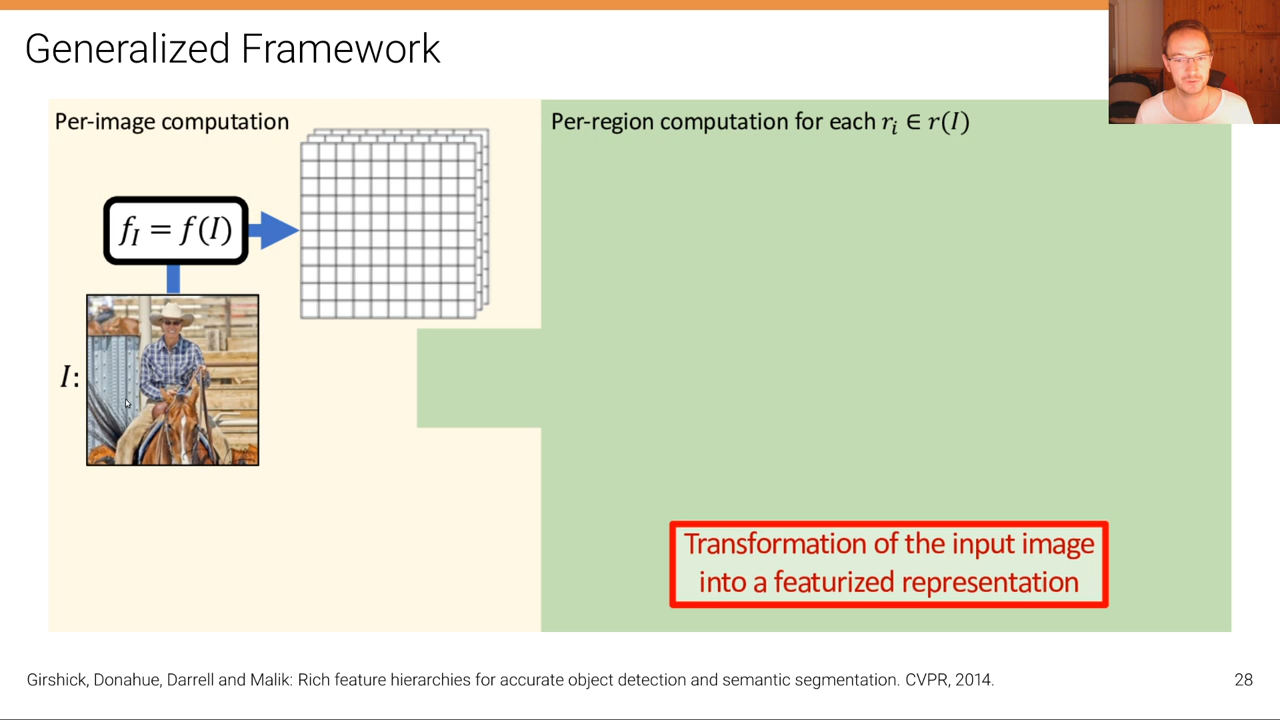 Generalized Framework
Per-image computation
Per-region computation for each rᵢ ∈ r(I)
f_I = f(I)
I:
Transformation of the input image
into a featurized representation
Girshick, Donahue, Darrell and Malik: Rich feature hierarchies for accurate object detection and semantic segmentation. CVPR, 2014.
28